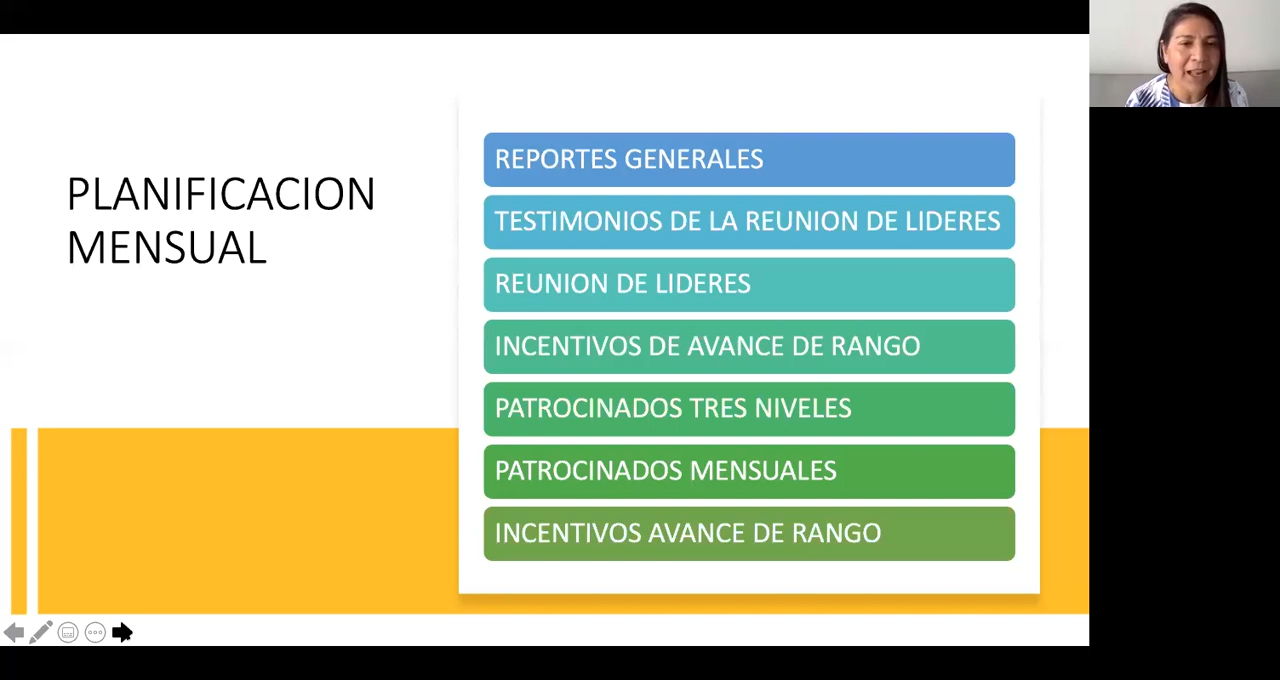 PLANIFICACION
MENSUAL
REPORTES GENERALES
TESTIMONIOS DE LA REUNION DE LIDERES
REUNION DE LIDERES
INCENTIVOS DE AVANCE DE RANGO
PATROCINADOS TRES NIVELES
PATROCINADOS MENSUALES
INCENTIVOS AVANCE DE RANGO